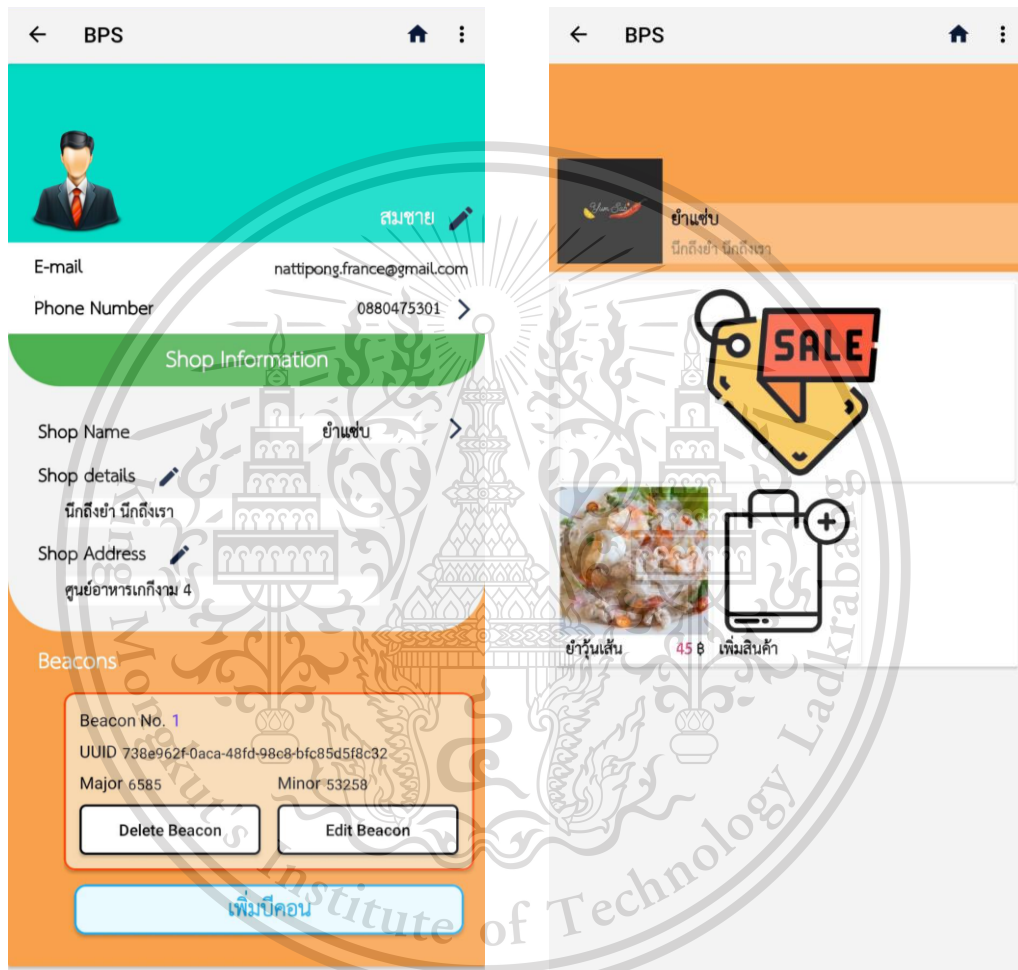 BPS
สมชาย
E-mail nattipong.france@gmail.com
Phone Number 0880475301
Shop Information
Shop Name ยำแซ่บ
Shop details
นึกถึงยำ นึกถึงเรา
Shop Address
ศูนย์อาหารเกกีงาม 4
Beacons
Beacon No. 1
UUID 738e962f-0aca-48fd-98c8-bfc85d5f8c32
Major 6585 Minor 53258
Delete Beacon Edit Beacon
เพิ่มบีคอน
BPS
Yum Saap
ยำแซ่บ
นึกถึงยำ นึกถึงเรา
SALE
ยำวุ้นเส้น 45 ฿ เพิ่มสินค้า
Mongkut's Institute of Technology Ladkrabang